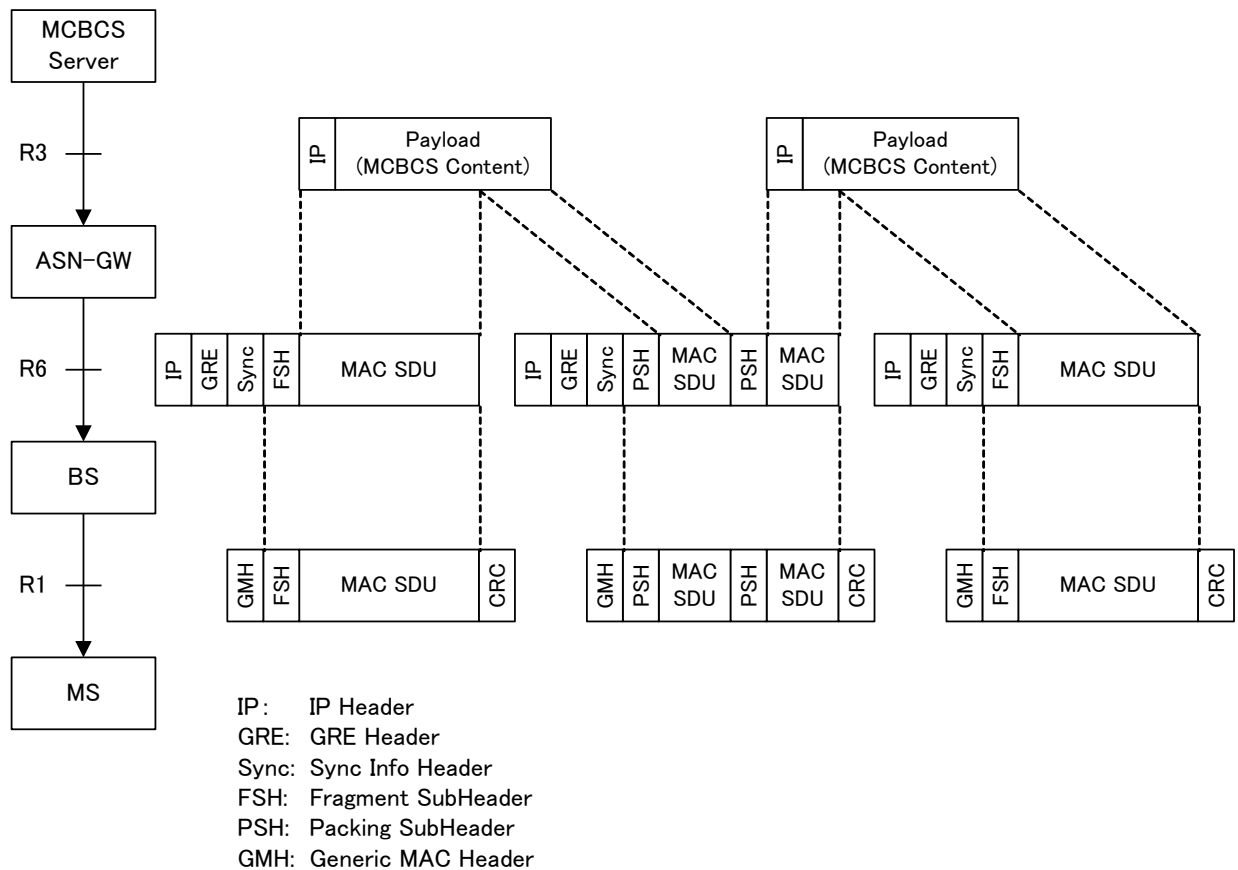 MCBCS
Server
R3
IP
Payload
(MCBCS Content)
IP
Payload
(MCBCS Content)
ASN-GW
R6
IP
GRE
Sync
FSH
MAC SDU
IP
GRE
Sync
PSH
MAC
SDU
PSH
MAC
SDU
IP
GRE
Sync
FSH
MAC SDU
BS
R1
GMH
FSH
MAC SDU
CRC
GMH
PSH
MAC
SDU
PSH
MAC
SDU
CRC
GMH
FSH
MAC SDU
CRC
MS
IP: IP Header
GRE: GRE Header
Sync: Sync Info Header
FSH: Fragment SubHeader
PSH: Packing SubHeader
GMH: Generic MAC Header